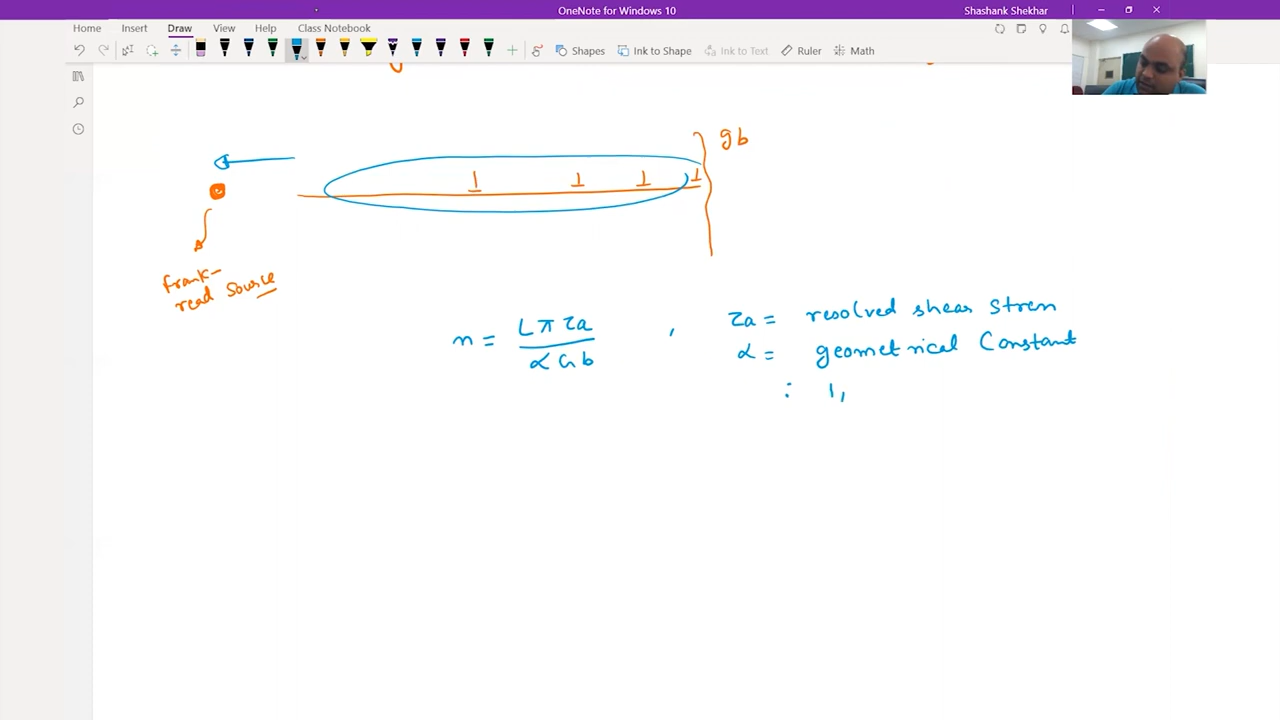 OneNote for Windows 10
Shashank Shekhar
Home Insert Draw View Help Class Notebook
Shapes Ink to Shape Ink to Text Ruler Math
gb
⊥ ⊥ ⊥ ⊥
frank-
read source
n = Lπτa / αGb , τa = resolved shear stren
α = geometrical Constant
: 1,